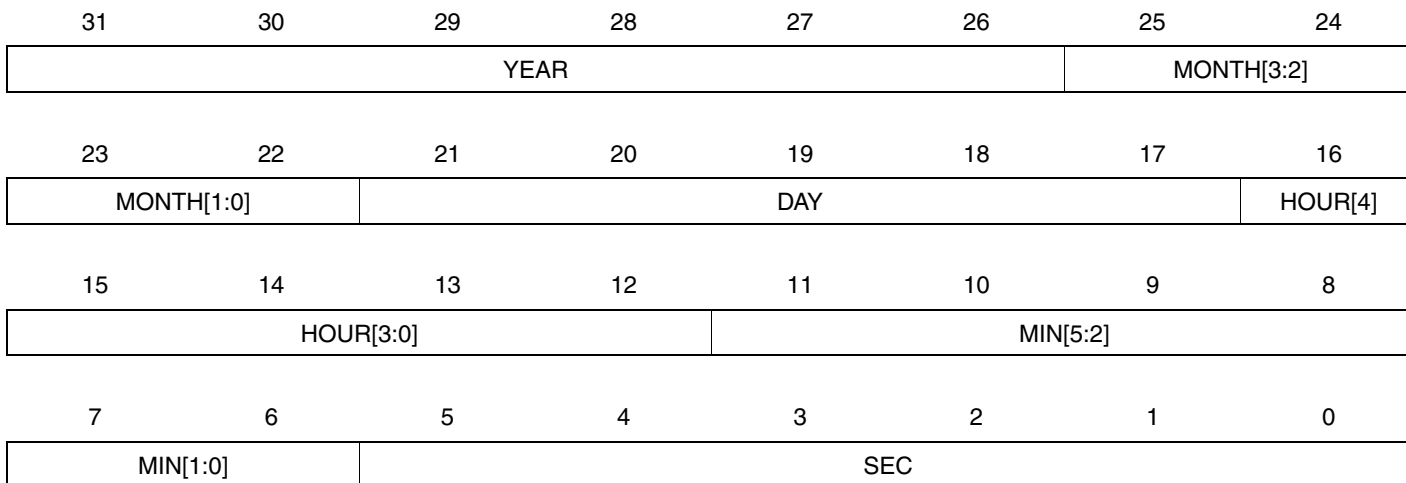 31 30 29 28 27 26 25 24
YEAR MONTH[3:2]
23 22 21 20 19 18 17 16
MONTH[1:0] DAY HOUR[4]
15 14 13 12 11 10 9 8
HOUR[3:0] MIN[5:2]
7 6 5 4 3 2 1 0
MIN[1:0] SEC